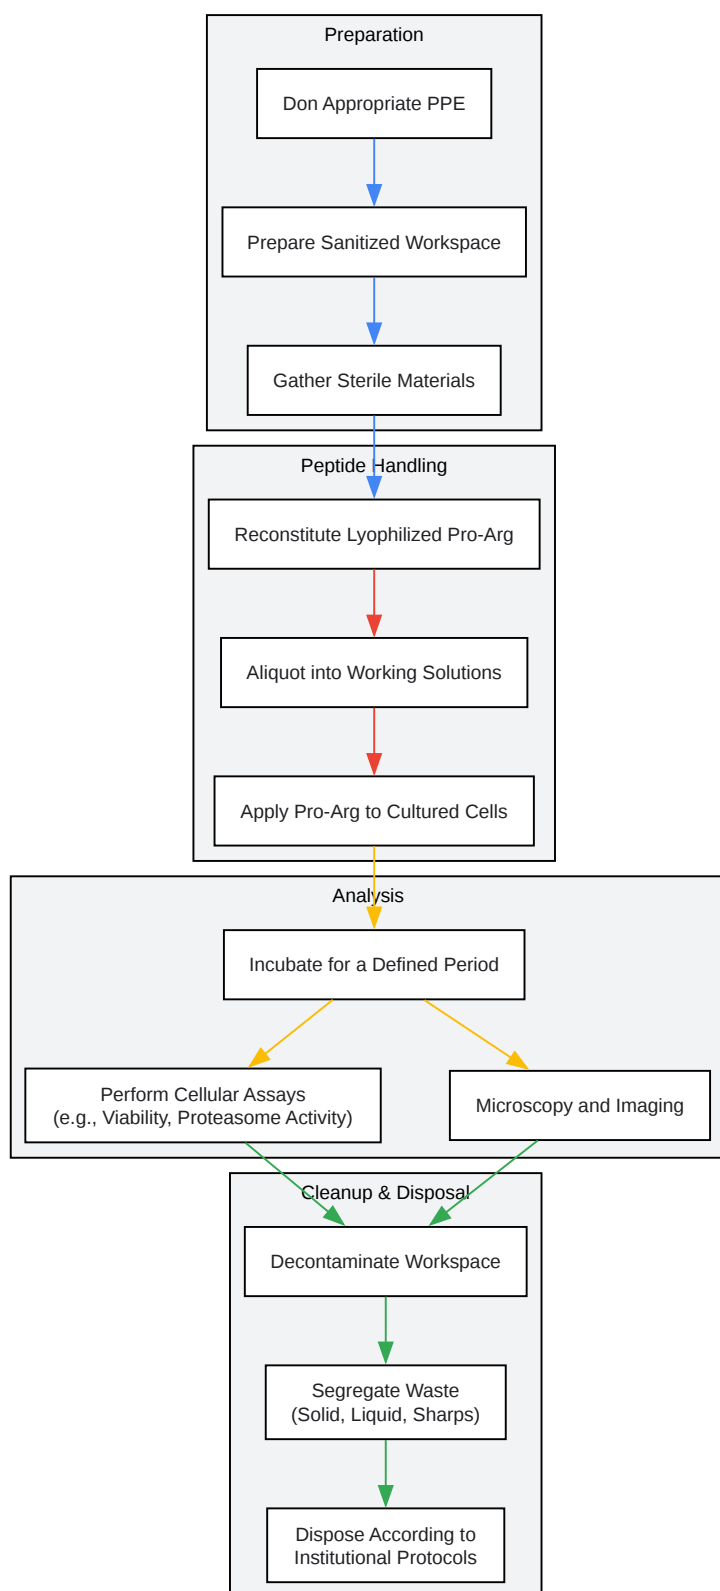 Preparation
Don Appropriate PPE
Prepare Sanitized Workspace
Gather Sterile Materials
Peptide Handling
Reconstitute Lyophilized Pro-Arg
Aliquot into Working Solutions
Apply Pro-Arg to Cultured Cells
Analysis
Incubate for a Defined Period
Perform Cellular Assays
(e.g., Viability, Proteasome Activity)
Microscopy and Imaging
Cleanup & Disposal
Decontaminate Workspace
Segregate Waste
(Solid, Liquid, Sharps)
Dispose According to
Institutional Protocols